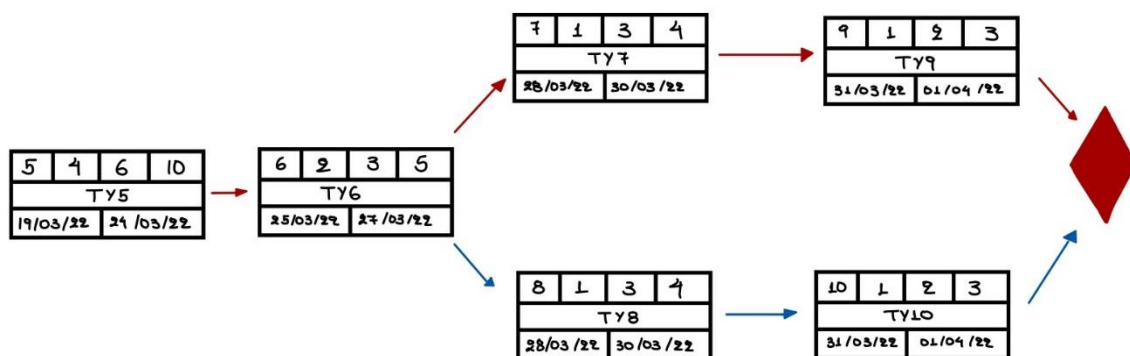 5 4 6 10
TY5
19/03/22 24/03/22
6 2 3 5
TY6
25/03/22 27/03/22
7 1 3 4
TY7
28/03/22 30/03/22
9 1 2 3
TY9
31/03/22 01/04/22
8 1 3 4
TY8
28/03/22 30/03/22
10 1 2 3
TY10
31/03/22 01/04/22